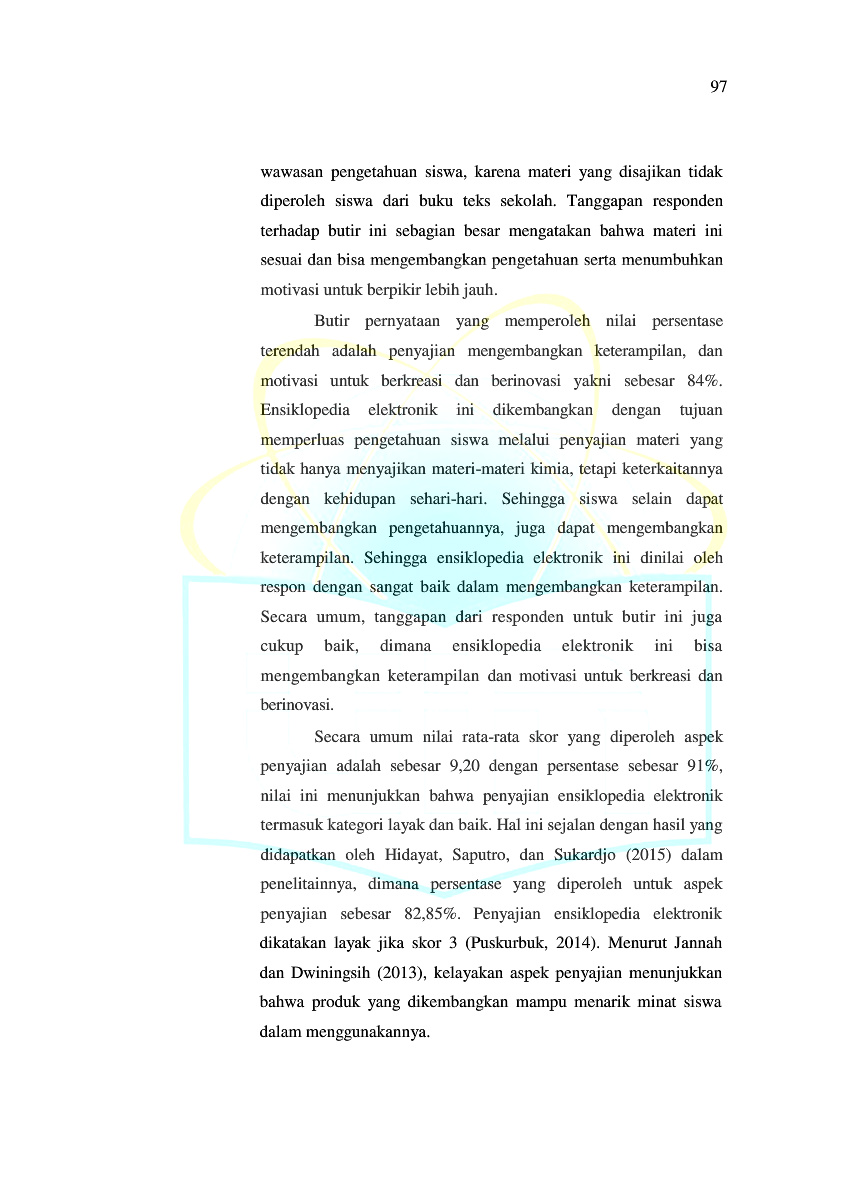 97
wawasan pengetahuan siswa, karena materi yang disajikan tidak
diperoleh siswa dari buku teks sekolah. Tanggapan responden
terhadap butir ini sebagian besar mengatakan bahwa materi ini
sesuai dan bisa mengembangkan pengetahuan serta menumbuhkan
motivasi untuk berpikir lebih jauh.
Butir pernyataan yang memperoleh nilai persentase
terendah adalah penyajian mengembangkan keterampilan, dan
motivasi untuk berkreasi dan berinovasi yakni sebesar 84%.
Ensiklopedia elektronik ini dikembangkan dengan tujuan
memperluas pengetahuan siswa melalui penyajian materi yang
tidak hanya menyajikan materi-materi kimia, tetapi keterkaitannya
dengan kehidupan sehari-hari. Sehingga siswa selain dapat
mengembangkan pengetahuannya, juga dapat mengembangkan
keterampilan. Sehingga ensiklopedia elektronik ini dinilai oleh
respon dengan sangat baik dalam mengembangkan keterampilan.
Secara umum, tanggapan dari responden untuk butir ini juga
cukup baik, dimana ensiklopedia elektronik ini bisa
mengembangkan keterampilan dan motivasi untuk berkreasi dan
berinovasi.
Secara umum nilai rata-rata skor yang diperoleh aspek
penyajian adalah sebesar 9,20 dengan persentase sebesar 91%,
nilai ini menunjukkan bahwa penyajian ensiklopedia elektronik
termasuk kategori layak dan baik. Hal ini sejalan dengan hasil yang
didapatkan oleh Hidayat, Saputro, dan Sukardjo (2015) dalam
penelitainnya, dimana persentase yang diperoleh untuk aspek
penyajian sebesar 82,85%. Penyajian ensiklopedia elektronik
dikatakan layak jika skor 3 (Puskurbuk, 2014). Menurut Jannah
dan Dwiningsih (2013), kelayakan aspek penyajian menunjukkan
bahwa produk yang dikembangkan mampu menarik minat siswa
dalam menggunakannya.